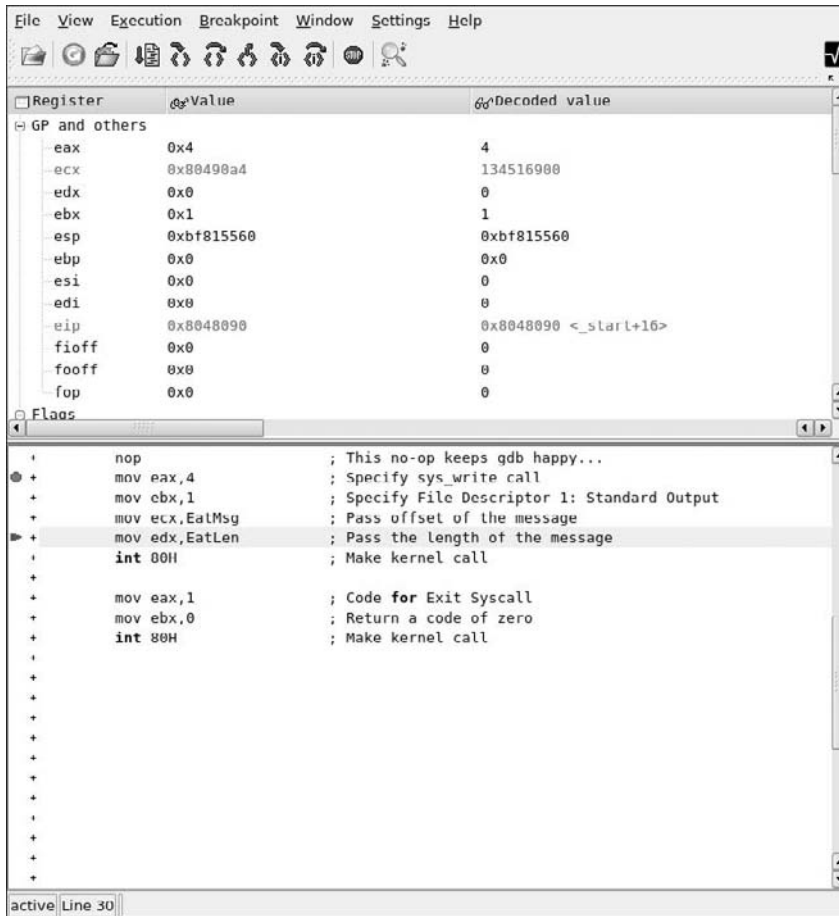 File View Execution Breakpoint Window Settings Help
STOP
Register Value Decoded value
GP and others
eax 0x4 4
ecx 0x80490a4 134516900
edx 0x0 0
ebx 0x1 1
esp 0xbf815560 0xbf815560
ebp 0x0 0x0
esi 0x0 0
edi 0x0 0
eip 0x8048090 0x8048090 <_start+16>
fioff 0x0 0
fooff 0x0 0
fop 0x0 0
Flags
+ nop ; This no-op keeps gdb happy...
+ mov eax,4 ; Specify sys_write call
+ mov ebx,1 ; Specify File Descriptor 1: Standard Output
+ mov ecx,EatMsg ; Pass offset of the message
+ mov edx,EatLen ; Pass the length of the message
+ int 80H ; Make kernel call
+
+ mov eax,1 ; Code for Exit Syscall
+ mov ebx,0 ; Return a code of zero
+ int 80H ; Make kernel call
+
+
+
+
+
+
+
+
+
+
+
+
active Line 30